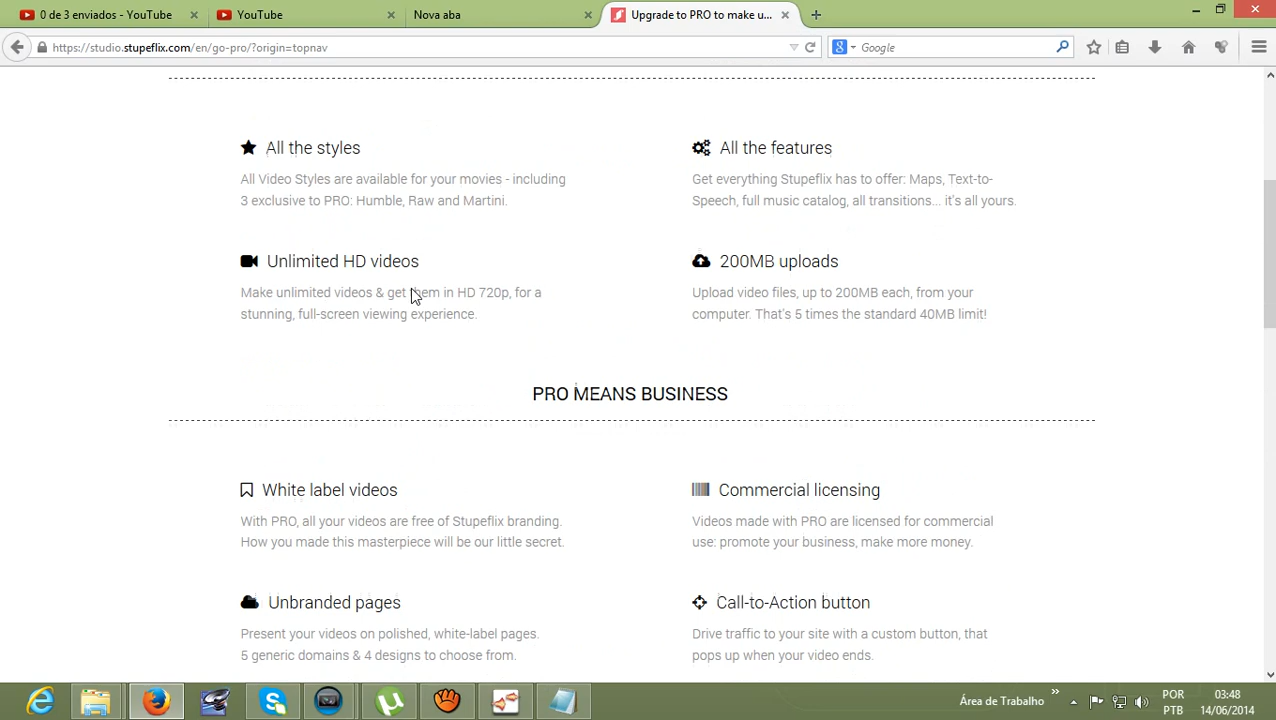 0 de 3 enviados - YouTube
YouTube
Nova aba
Upgrade to PRO to make u...
https://studio.stupeflix.com/en/go-pro/?origin=topnav
Google
All the styles
All Video Styles are available for your movies - including
3 exclusive to PRO: Humble, Raw and Martini.
All the features
Get everything Stupeflix has to offer: Maps, Text-to-
Speech, full music catalog, all transitions... it's all yours.
Unlimited HD videos
Make unlimited videos & get them in HD 720p, for a
stunning, full-screen viewing experience.
200MB uploads
Upload video files, up to 200MB each, from your
computer. That's 5 times the standard 40MB limit!
PRO MEANS BUSINESS
White label videos
With PRO, all your videos are free of Stupeflix branding.
How you made this masterpiece will be our little secret.
Commercial licensing
Videos made with PRO are licensed for commercial
use: promote your business, make more money.
Unbranded pages
Present your videos on polished, white-label pages.
5 generic domains & 4 designs to choose from.
Call-to-Action button
Drive traffic to your site with a custom button, that
pops up when your video ends.
Área de Trabalho
POR
PTB
03:48
14/06/2014